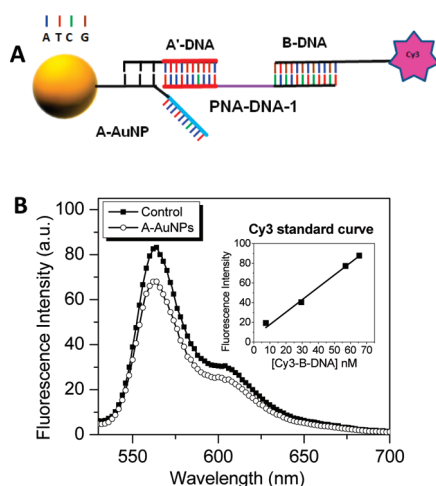 A T C G
A
A'-DNA
B-DNA
Cy3
PNA-DNA-1
A-AuNP
B
Control
A-AuNPs
Cy3 standard curve
Fluorescence Intensity
100
80
60
40
20
0
0 10 20 30 40 50 60 70
[Cy3-B-DNA] nM
Fluorescence Intensity (a.u.)
100
80
60
40
20
0
550 600 650 700
Wavelength (nm)